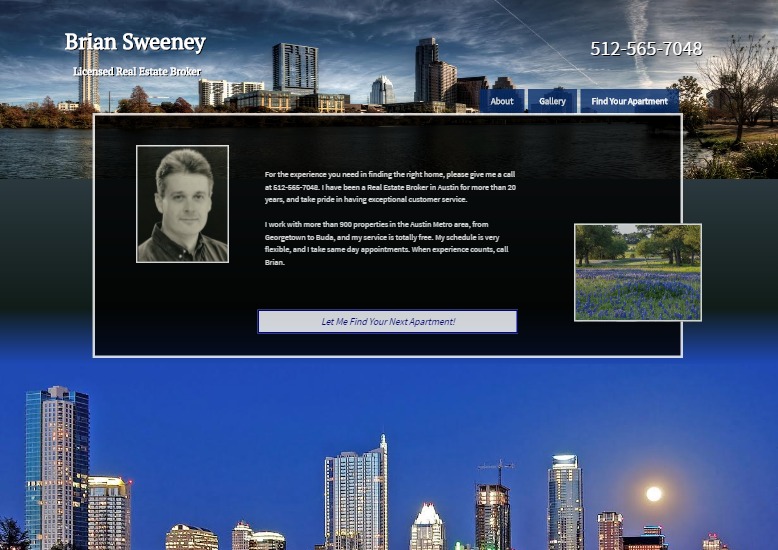 Brian Sweeney
512-565-7048
Licensed Real Estate Broker
About
Gallery
Find Your Apartment
For the experience you need in finding the right home, please give me a call
at 512-565-7048. I have been a Real Estate Broker in Austin for more than 20
years, and take pride in having exceptional customer service.
I work with more than 900 properties in the Austin Metro area, from
Georgetown to Buda, and my service is totally free. My schedule is very
flexible, and I take same day appointments. When experience counts, call
Brian.
Let Me Find Your Next Apartment!